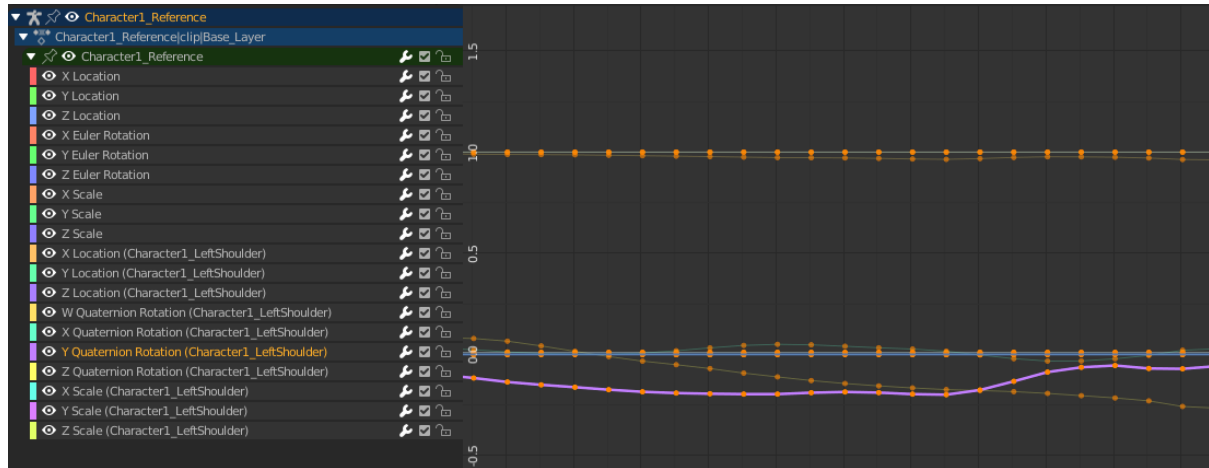 Character1_Reference
Character1_Reference|clip|Base_Layer
Character1_Reference
X Location
Y Location
Z Location
X Euler Rotation
Y Euler Rotation
Z Euler Rotation
X Scale
Y Scale
Z Scale
X Location (Character1_LeftShoulder)
Y Location (Character1_LeftShoulder)
Z Location (Character1_LeftShoulder)
W Quaternion Rotation (Character1_LeftShoulder)
X Quaternion Rotation (Character1_LeftShoulder)
Y Quaternion Rotation (Character1_LeftShoulder)
Z Quaternion Rotation (Character1_LeftShoulder)
X Scale (Character1_LeftShoulder)
Y Scale (Character1_LeftShoulder)
Z Scale (Character1_LeftShoulder)
1.5
1.0
0.5
0.0
-0.5